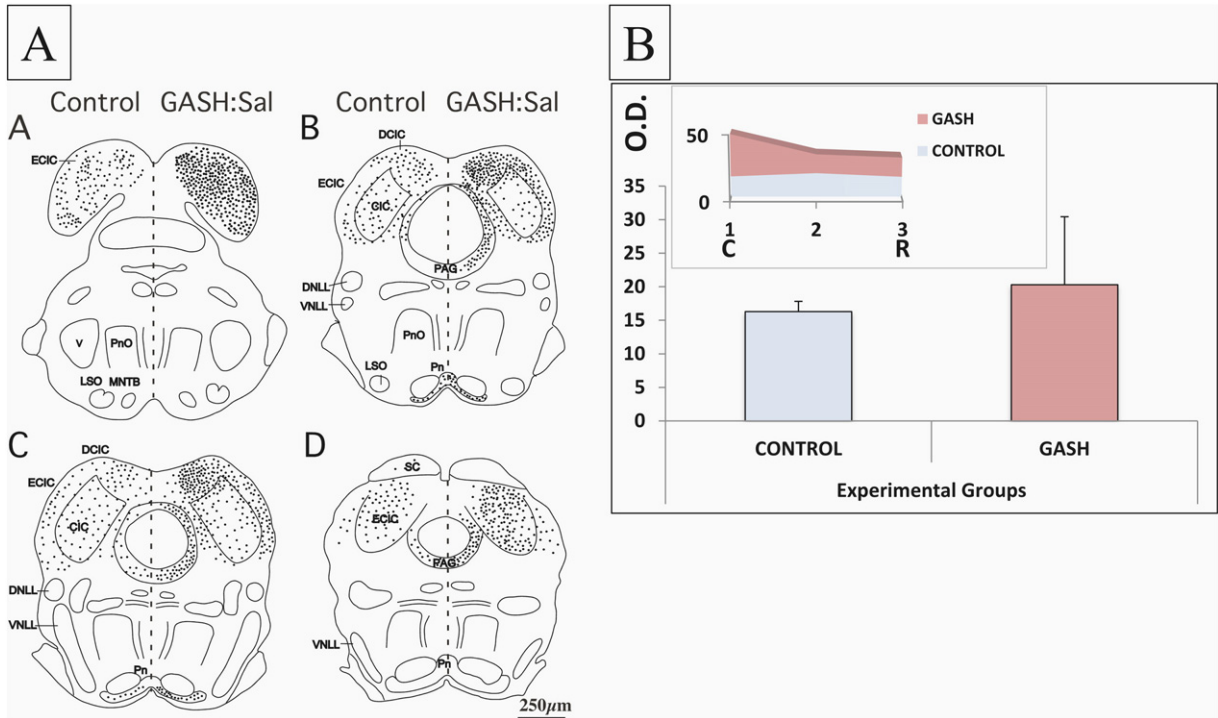 A
Control GASH:Sal
A
ECIC
V
PnO
LSO MNTB
Control GASH:Sal
B
DCIC
ECIC
CIC
PAG
DNLL
VNLL
PnO
LSO
Pn
C
DCIC
ECIC
CIC
DNLL
VNLL
Pn
D
SC
ECIC
PAG
VNLL
Pn
250µm
B
O.D.
50
0
1 2 3
C R
GASH
CONTROL
35
30
25
20
15
10
5
0
CONTROL GASH
Experimental Groups